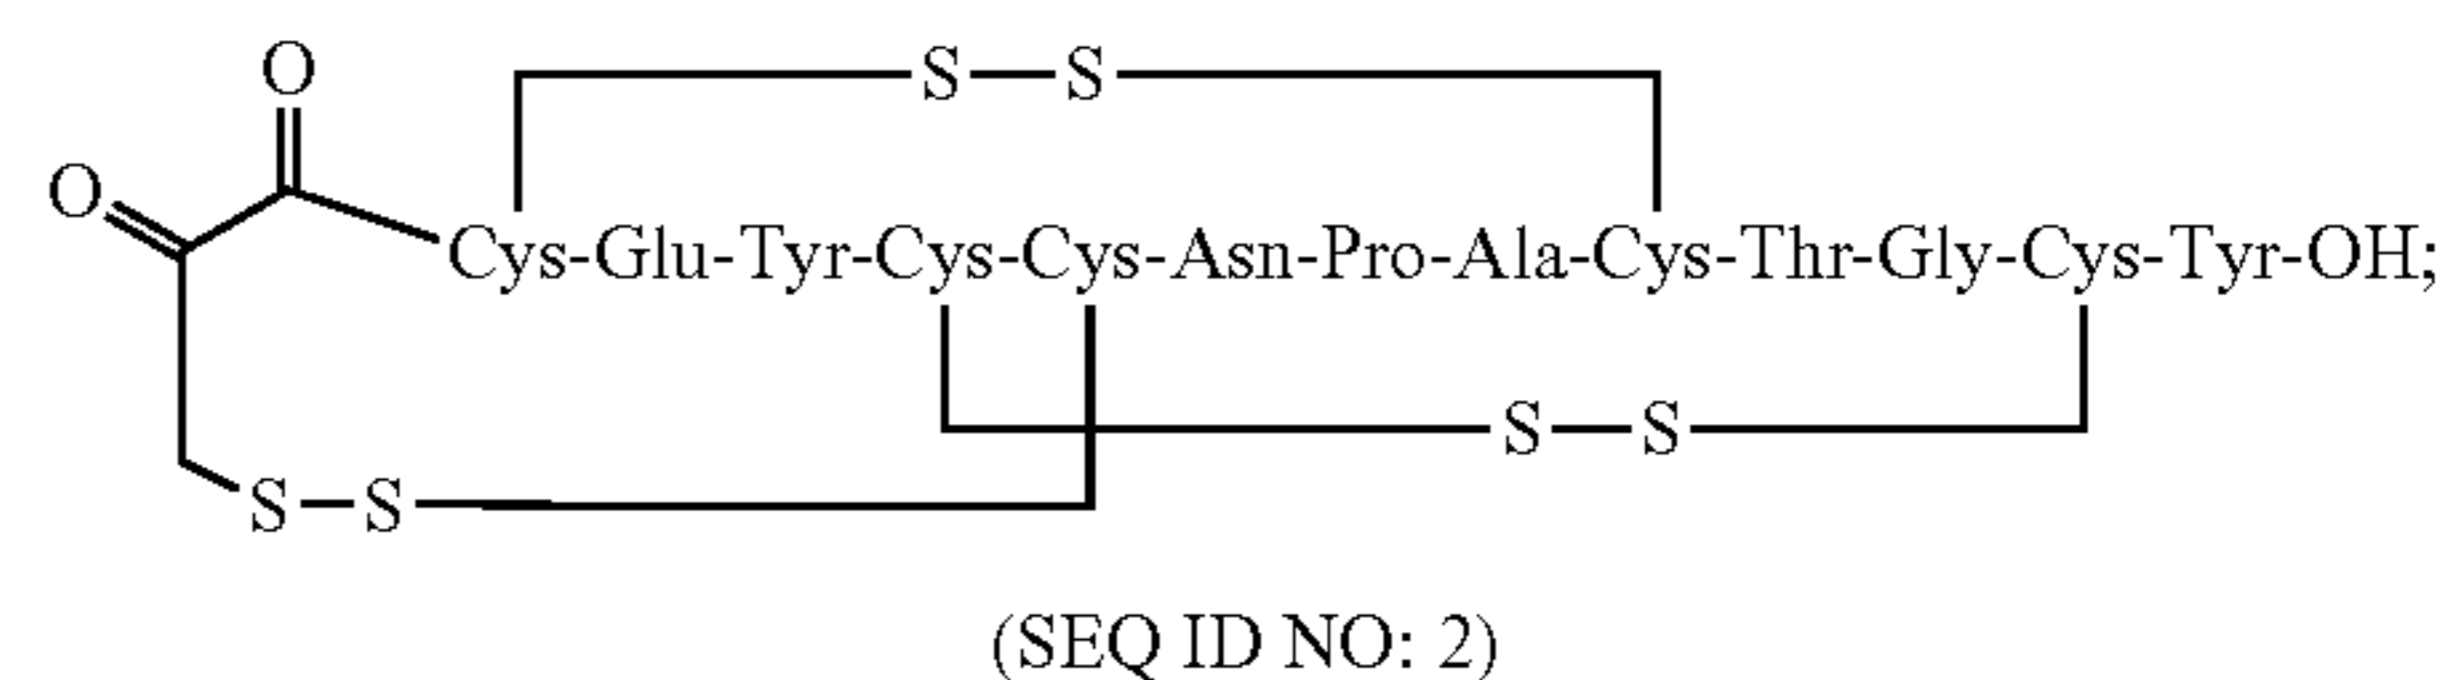 O
S—S
O
Cys-Glu-Tyr-Cys-Cys-Asn-Pro-Ala-Cys-Thr-Gly-Cys-Tyr-OH;
S—S
S—S
(SEQ ID NO: 2)